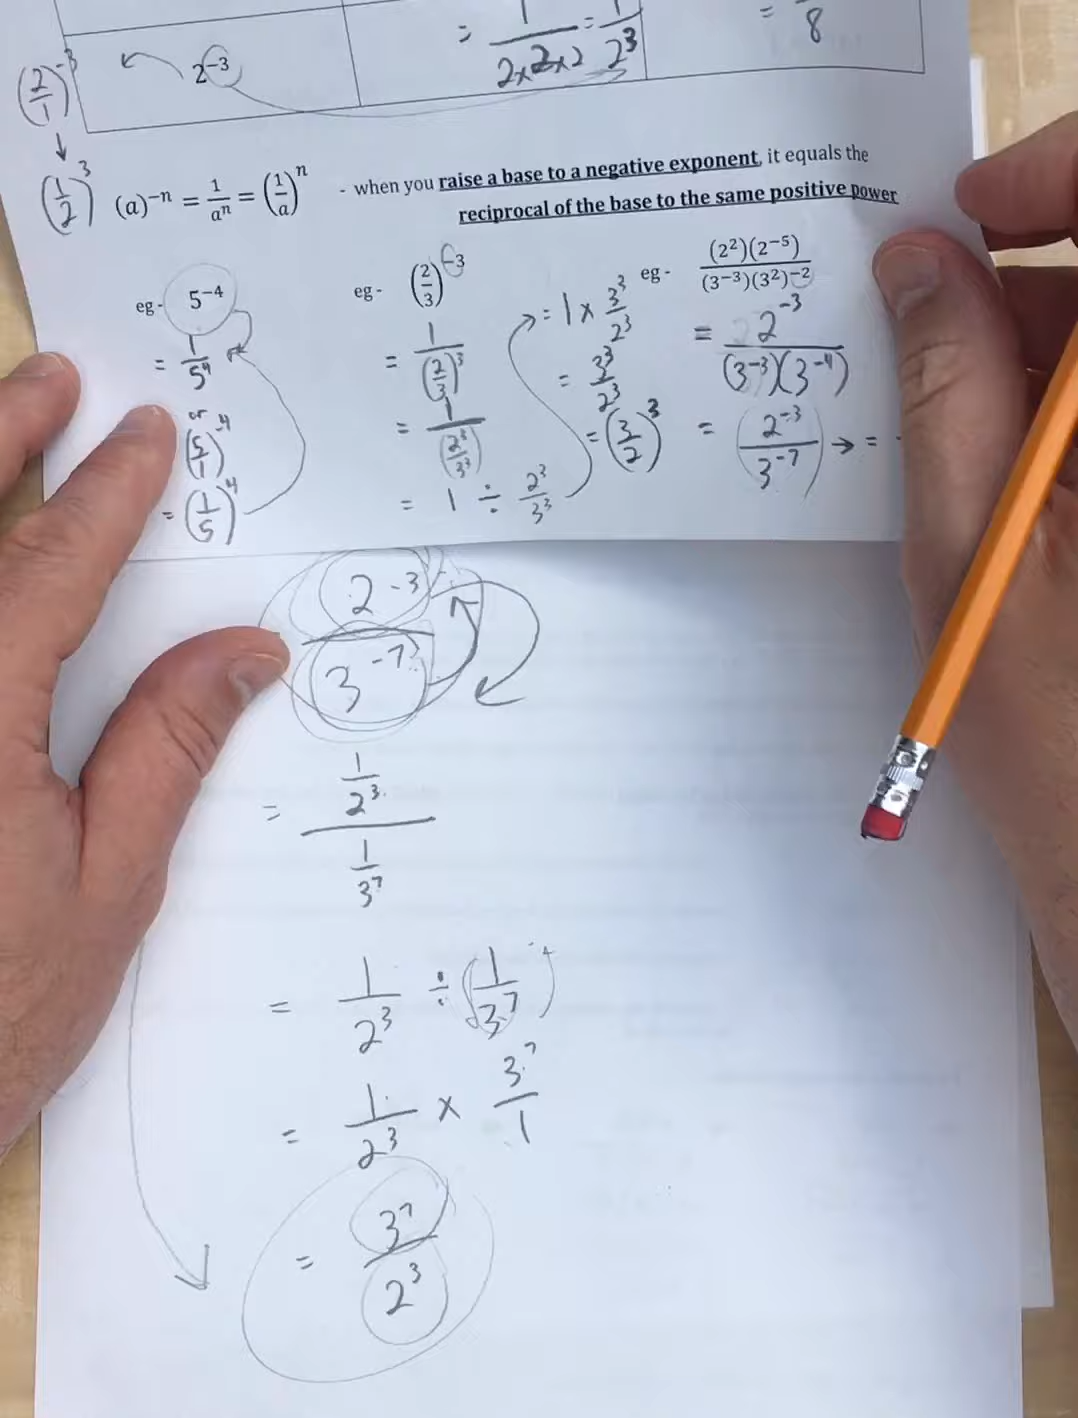 = 1/(2×2×2) = 1/2³
= /8
(2/1)⁻³
2⁻³
↓
(1/2)³
(a)⁻ⁿ = 1/aⁿ = (1/a)ⁿ - when you raise a base to a negative exponent, it equals the
reciprocal of the base to the same positive power
eg - 5⁻⁴
= 1/5⁴
or
(5/1)⁻⁴
= (1/5)⁴
eg - (2/3)⁻³
= 1/(2/3)³
= 1/(2³/3³)
= 1 ÷ 2³/3³
→ = 1 × 3³/2³
= 3³/2³
= (3/2)³
eg - (2²)(2⁻⁵)/(3⁻³)(3²)⁻²
= 2⁻³/(3⁻³)(3⁻⁴)
= (2⁻³/3⁻⁷) → =
2⁻³/3⁻⁷
= (1/2³)/(1/3⁷)
= 1/2³ ÷ (1/3⁷)
= 1/2³ × 3⁷/1
= 3⁷/2³